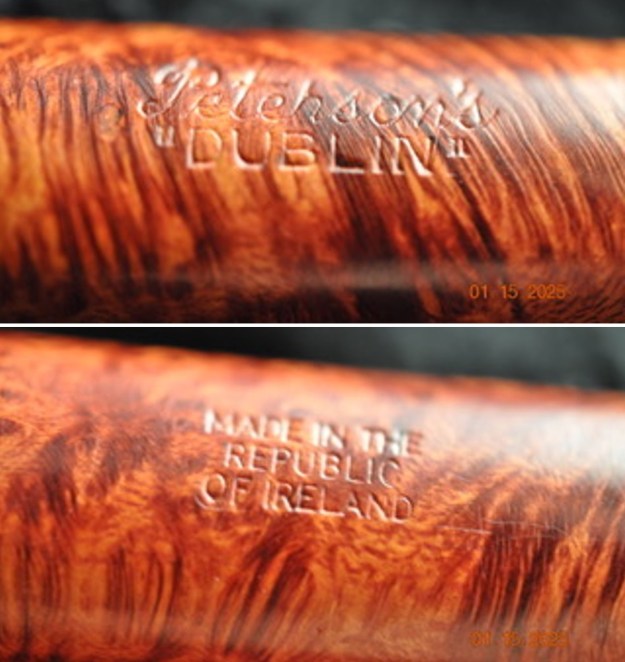 Peterson's
"DUBLIN"
01 15 2025
MADE IN THE
REPUBLIC
OF IRELAND